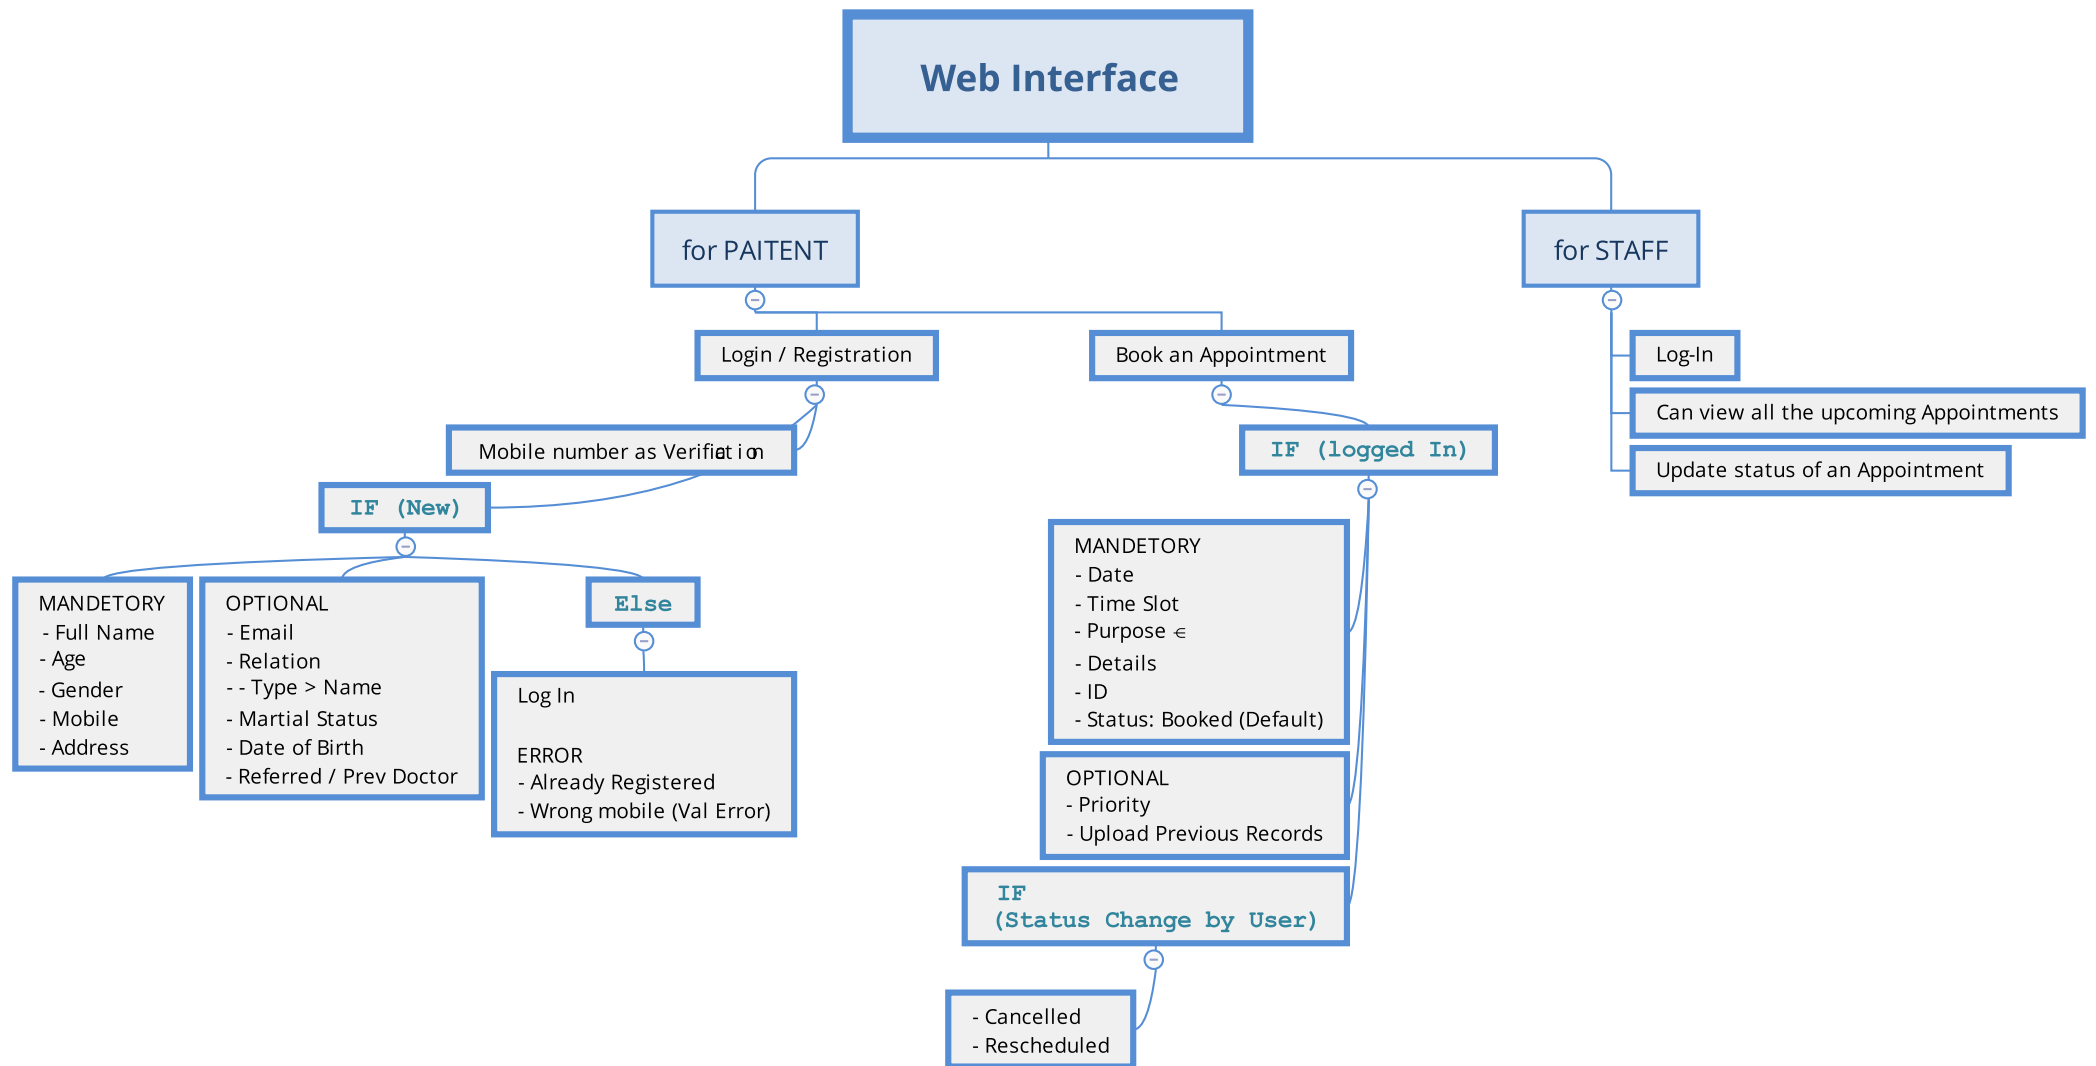 Web Interface
for PAITENT
for STAFF
Login / Registration
Book an Appointment
Log-In
Can view all the upcoming Appointments
Update status of an Appointment
Mobile number as Verification
IF (logged In)
IF (New)
MANDETORY
- Full Name
- Age
- Gender
- Mobile
- Address
OPTIONAL
- Email
- Relation
- - Type > Name
- Martial Status
- Date of Birth
- Referred / Prev Doctor
Else
Log In
ERROR
- Already Registered
- Wrong mobile (Val Error)
MANDETORY
- Date
- Time Slot
- Purpose ∈
- Details
- ID
- Status: Booked (Default)
OPTIONAL
- Priority
- Upload Previous Records
IF
(Status Change by User)
- Cancelled
- Rescheduled